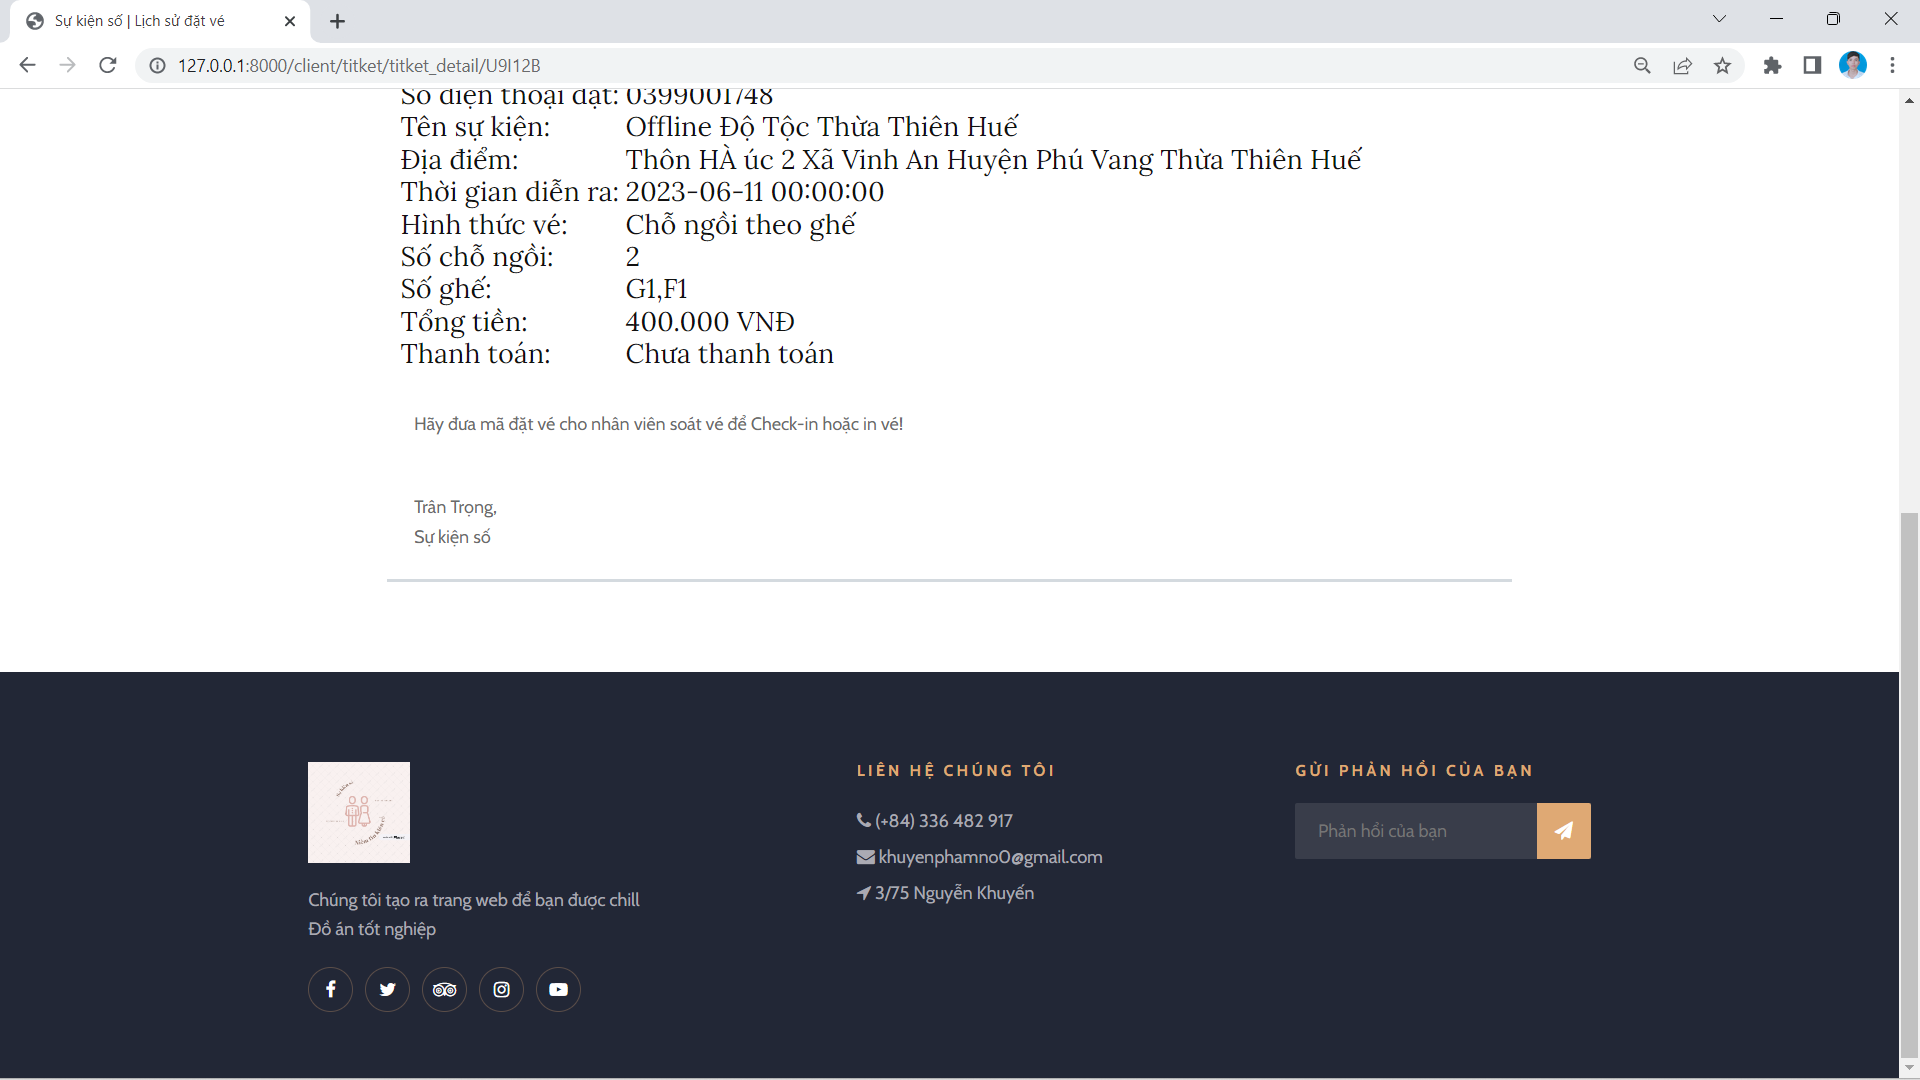 Sự kiện số | Lịch sử đặt vé
127.0.0.1:8000/client/titket/titket_detail/U9I12B
Số điện thoại đặt: 0399001748
Tên sự kiện: Offline Độ Tộc Thừa Thiên Huế
Địa điểm: Thôn HÀ úc 2 Xã Vinh An Huyện Phú Vang Thừa Thiên Huế
Thời gian diễn ra: 2023-06-11 00:00:00
Hình thức vé: Chỗ ngồi theo ghế
Số chỗ ngồi: 2
Số ghế: G1,F1
Tổng tiền: 400.000 VNĐ
Thanh toán: Chưa thanh toán
Hãy đưa mã đặt vé cho nhân viên soát vé để Check-in hoặc in vé!
Trân Trọng,
Sự kiện số
Chúng tôi tạo ra trang web để bạn được chill
Đồ án tốt nghiệp
LIÊN HỆ CHÚNG TÔI
(+84) 336 482 917
khuyenphamno0@gmail.com
3/75 Nguyễn Khuyến
GỬI PHẢN HỒI CỦA BẠN
Phản hồi của bạn